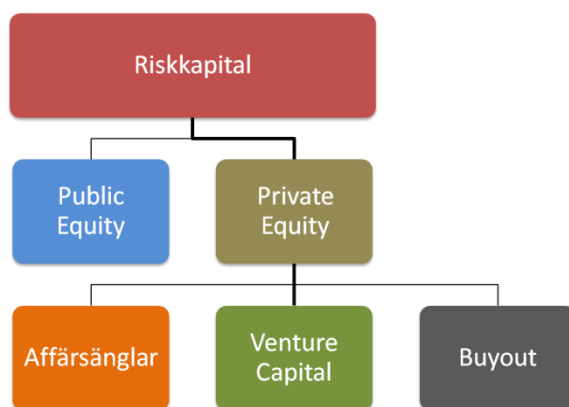 Riskkapital
Public
Equity
Private
Equity
Affärsänglar
Venture
Capital
Buyout